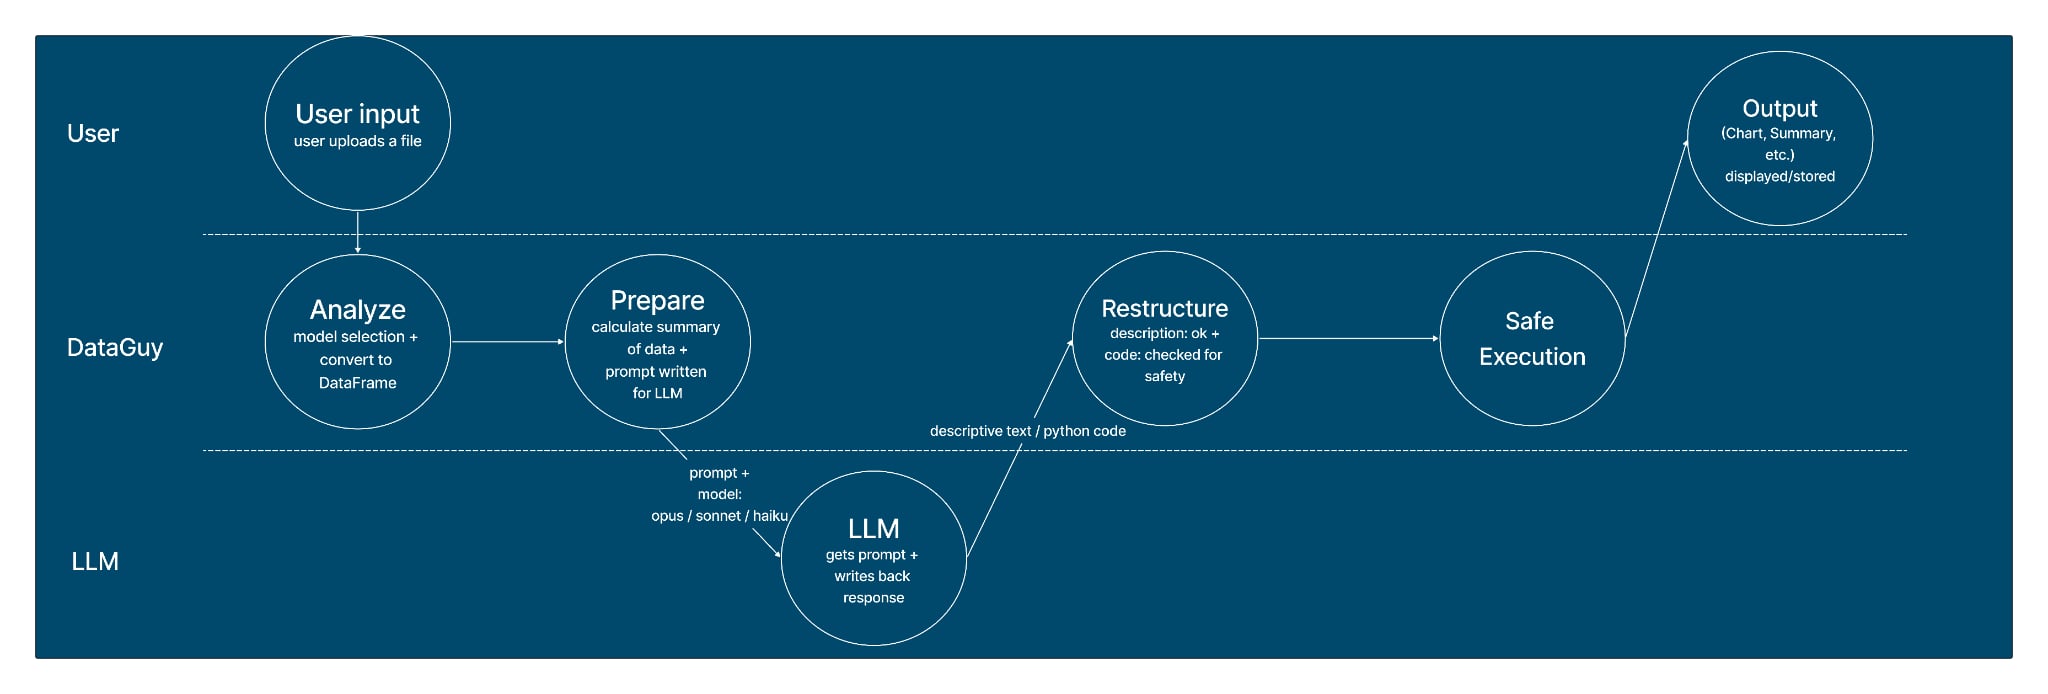 User
User input
user uploads a file
Output
(Chart, Summary,
etc.)
displayed/stored
DataGuy
Analyze
model selection +
convert to
DataFrame
Prepare
calculate summary
of data +
prompt written
for LLM
Restructure
description: ok +
code: checked for
safety
Safe
Execution
descriptive text / python code
prompt +
model:
opus / sonnet / haiku
LLM
LLM
gets prompt +
writes back
response